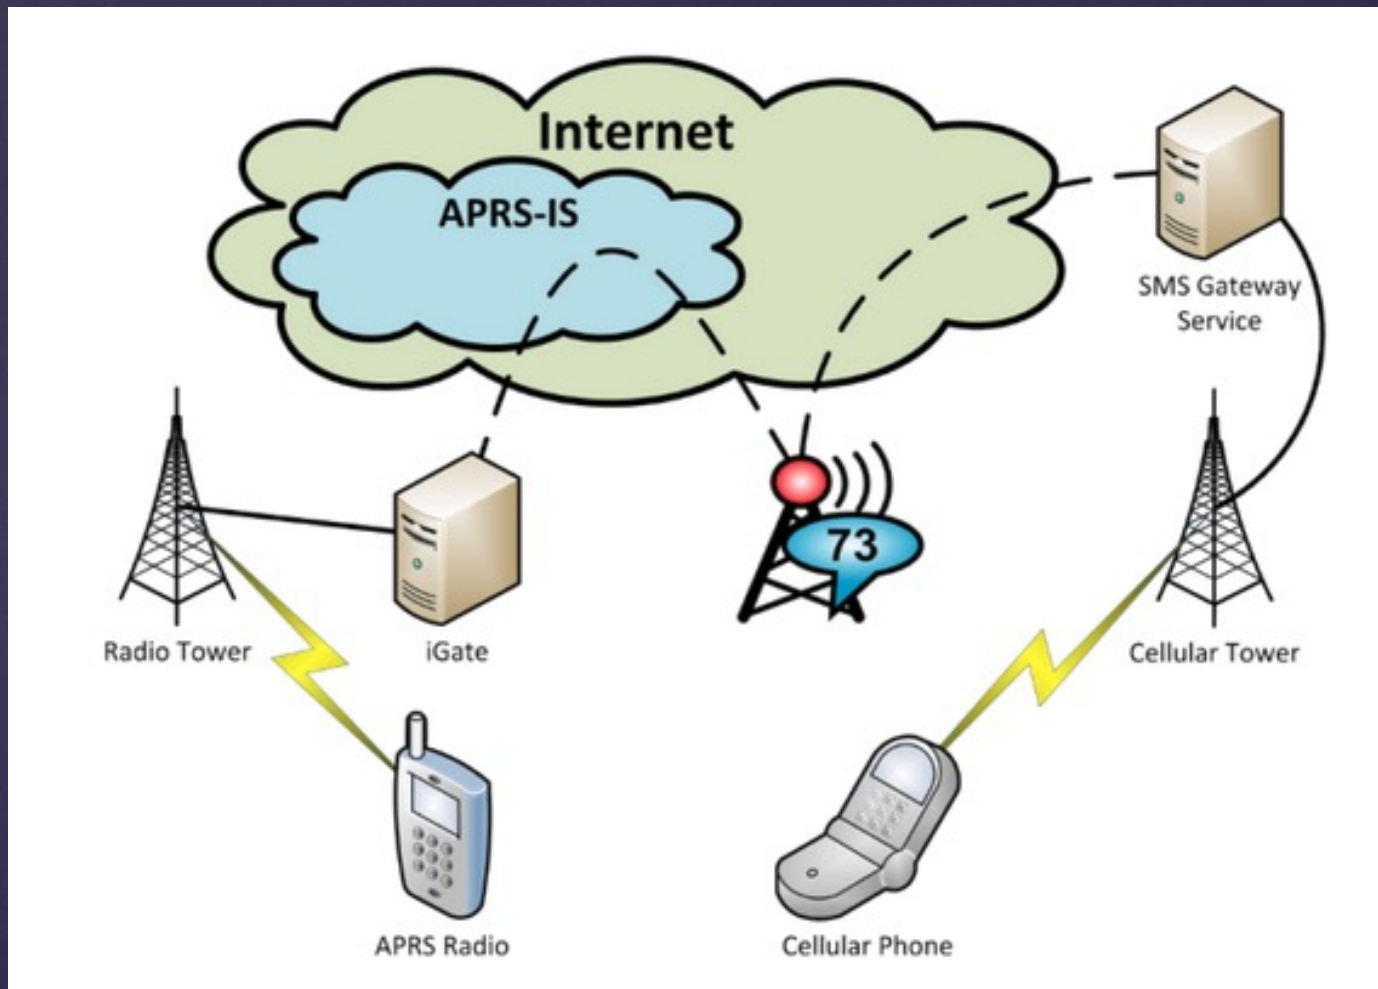 Internet
APRS-IS
SMS Gateway
Service
73
Radio Tower
iGate
Cellular Tower
APRS Radio
Cellular Phone